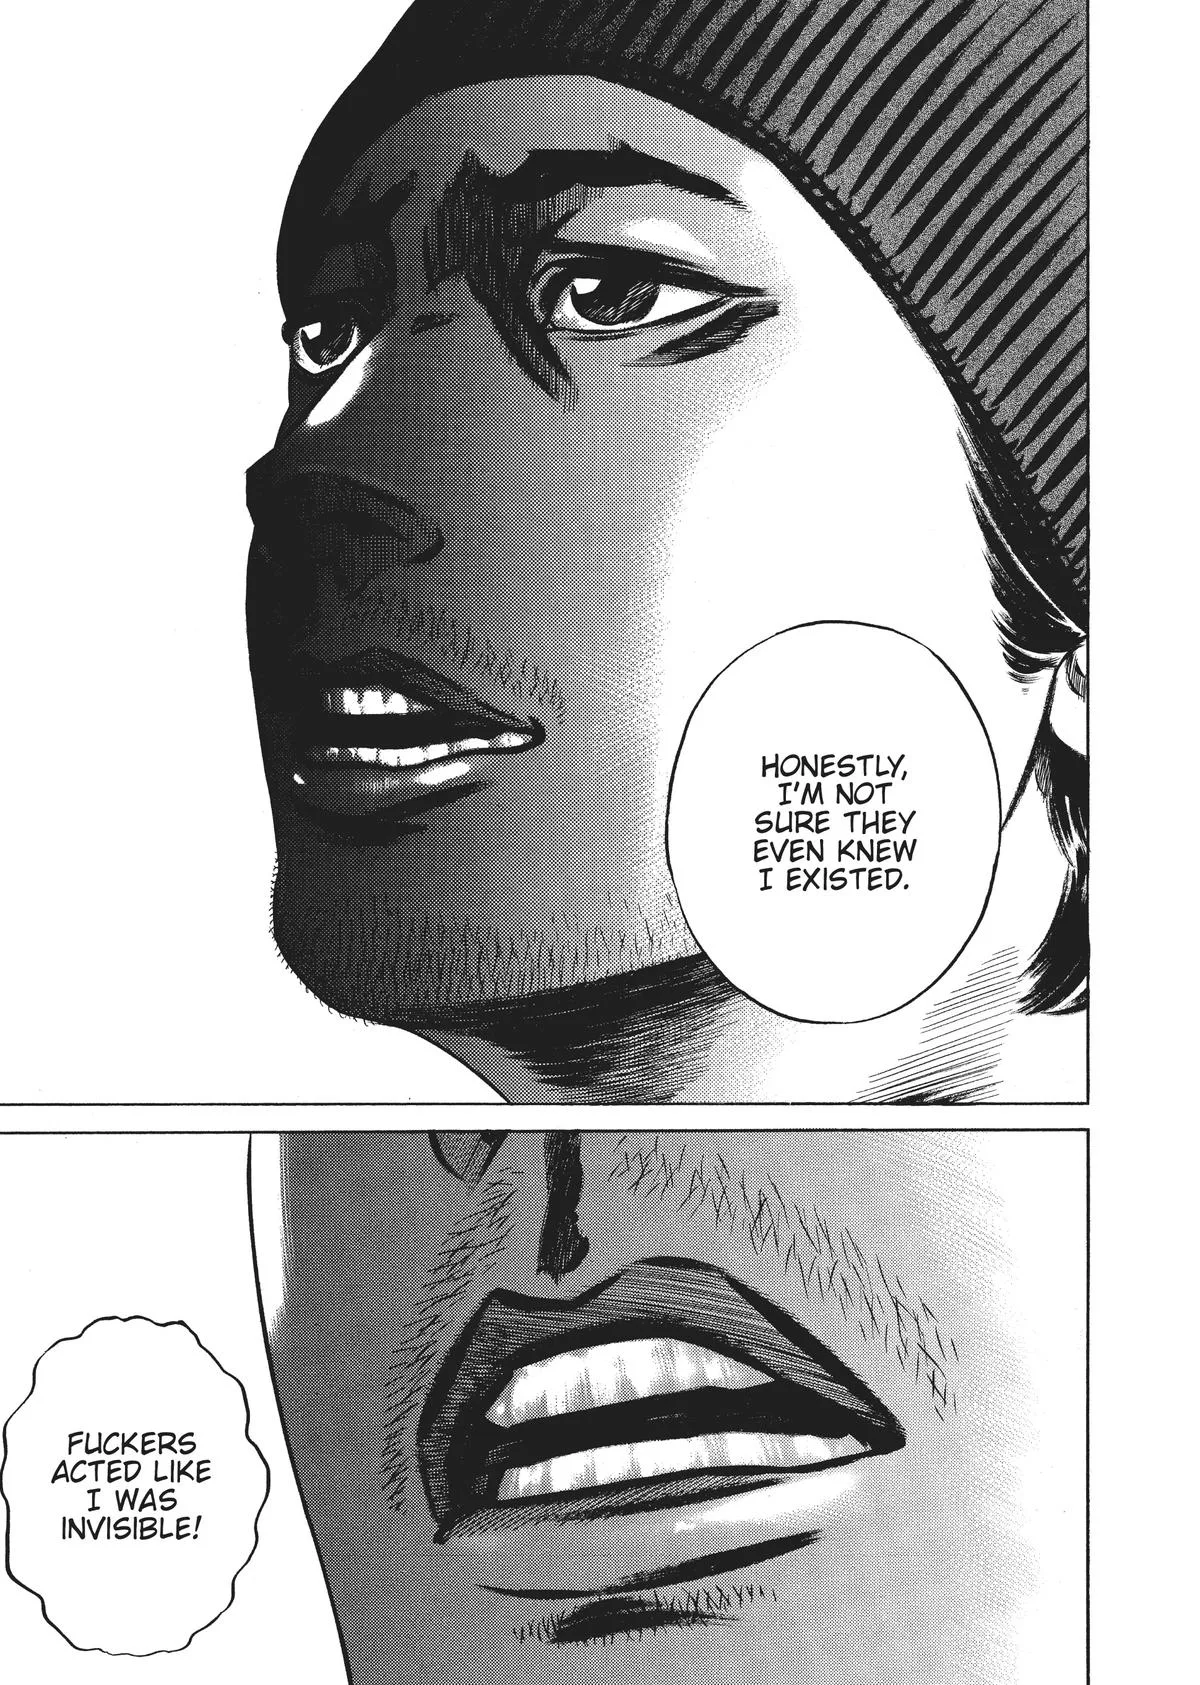 HONESTLY,
I'M NOT
SURE THEY
EVEN KNEW
I EXISTED.
FUCKERS
ACTED LIKE
I WAS
INVISIBLE!